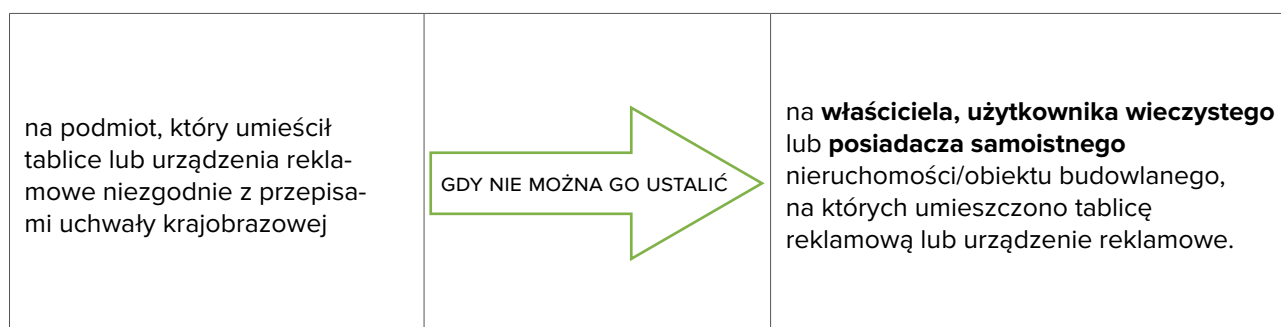 na podmiot, który umieścił
tablice lub urządzenia rekla-
mowe niezgodnie z przepisa-
mi uchwały krajobrazowej
GDY NIE MOŻNA GO USTALIĆ
na właściciela, użytkownika wieczystego
lub posiadacza samoistnego
nieruchomości/obiektu budowlanego,
na których umieszczono tablicę
reklamową lub urządzenie reklamowe.